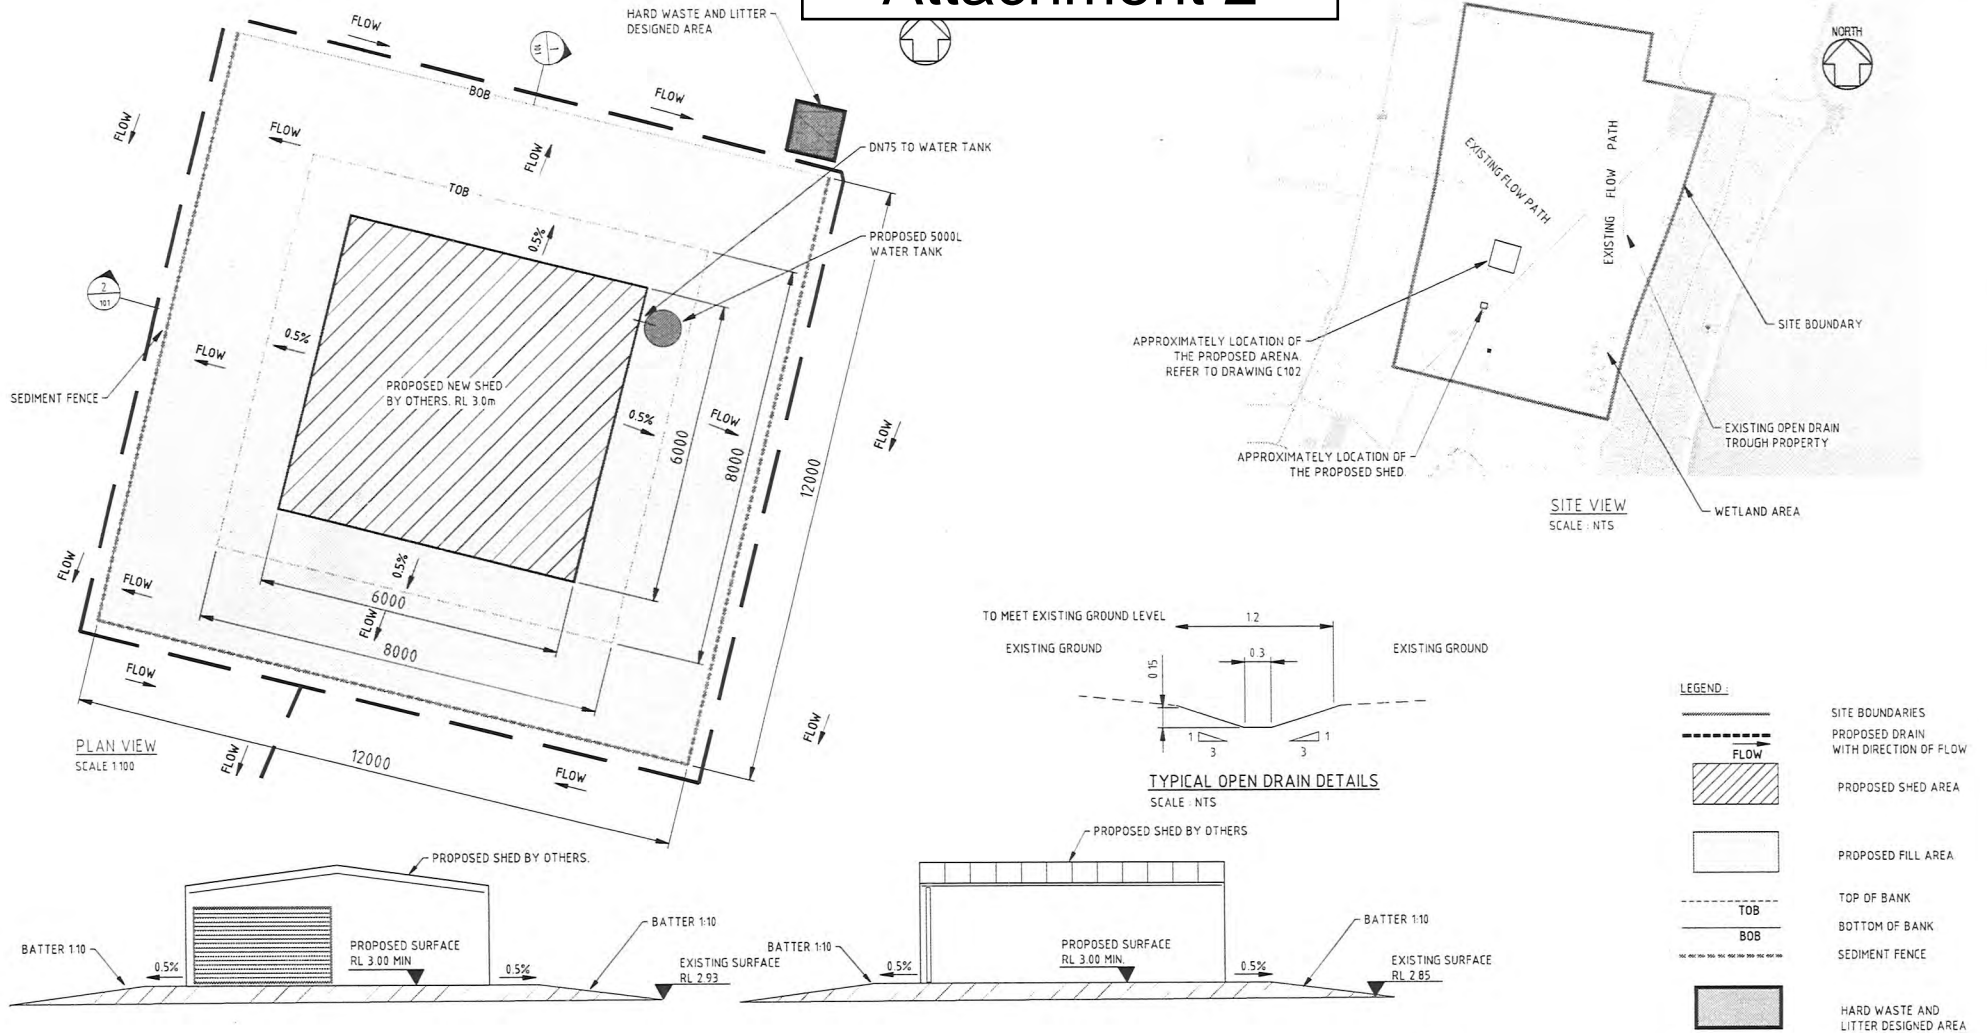 Attachment 2
FLOW
HARD WASTE AND LITTER
DESIGNED AREA
1
101
BOB
FLOW
FLOW
FLOW
FLOW
DN75 TO WATER TANK
TOB
0.5%
PROPOSED 5000L
WATER TANK
2
101
0.5%
FLOW
SEDIMENT FENCE
PROPOSED NEW SHED
BY OTHERS. RL 3.0m
0.5%
FLOW
FLOW
6000
8000
12000
FLOW
FLOW
0.5%
6000
FLOW
8000
FLOW
FLOW
FLOW
FLOW
12000
PLAN VIEW
SCALE 1:100
NORTH
EXISTING FLOW PATH
EXISTING FLOW PATH
SITE BOUNDARY
APPROXIMATELY LOCATION OF
THE PROPOSED ARENA.
REFER TO DRAWING C102
EXISTING OPEN DRAIN
TROUGH PROPERTY
APPROXIMATELY LOCATION OF
THE PROPOSED SHED.
WETLAND AREA
SITE VIEW
SCALE : NTS
TO MEET EXISTING GROUND LEVEL
1.2
EXISTING GROUND
0.3
EXISTING GROUND
0.15
1
3
1
3
TYPICAL OPEN DRAIN DETAILS
SCALE : NTS
LEGEND :
SITE BOUNDARIES
PROPOSED DRAIN
WITH DIRECTION OF FLOW
FLOW
PROPOSED SHED AREA
PROPOSED FILL AREA
TOP OF BANK
TOB
BOTTOM OF BANK
BOB
SEDIMENT FENCE
HARD WASTE AND
LITTER DESIGNED AREA
PROPOSED SHED BY OTHERS.
BATTER 1:10
0.5%
PROPOSED SURFACE
RL 3.00 MIN
0.5%
BATTER 1:10
EXISTING SURFACE
RL 2.93
PROPOSED SHED BY OTHERS
BATTER 1:10
0.5%
PROPOSED SURFACE
RL 3.00 MIN.
0.5%
BATTER 1:10
EXISTING SURFACE
RL 2.85